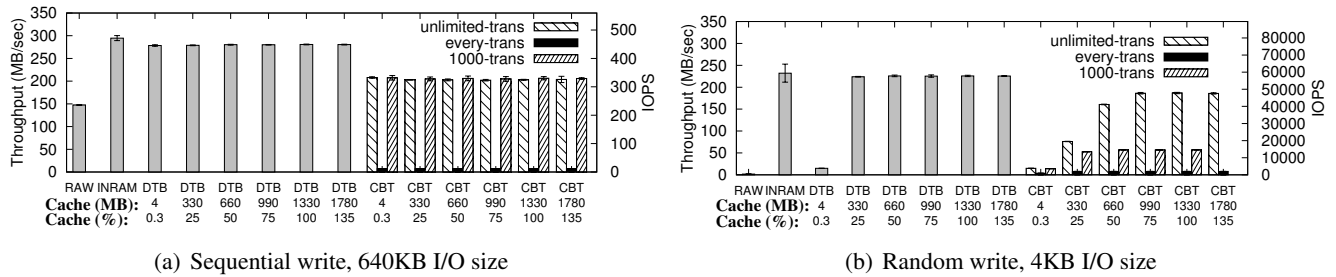 Throughput (MB/sec)
350
300
250
200
150
100
50
0
unlimited-trans
every-trans
1000-trans
500
400
300
200
100
0
IOPS
RAW INRAM DTB DTB DTB DTB DTB DTB CBT CBT CBT CBT CBT CBT
Cache (MB): 4 330 660 990 1330 1780 4 330 660 990 1330 1780
Cache (%): 0.3 25 50 75 100 135 0.3 25 50 75 100 135
(a) Sequential write, 640KB I/O size
Throughput (MB/sec)
350
300
250
200
150
100
50
0
unlimited-trans
every-trans
1000-trans
80000
70000
60000
50000
40000
30000
20000
10000
0
IOPS
RAW INRAM DTB DTB DTB DTB DTB DTB CBT CBT CBT CBT CBT CBT
Cache (MB): 4 330 660 990 1330 1780 4 330 660 990 1330 1780
Cache (%): 0.3 25 50 75 100 135 0.3 25 50 75 100 135
(b) Random write, 4KB I/O size